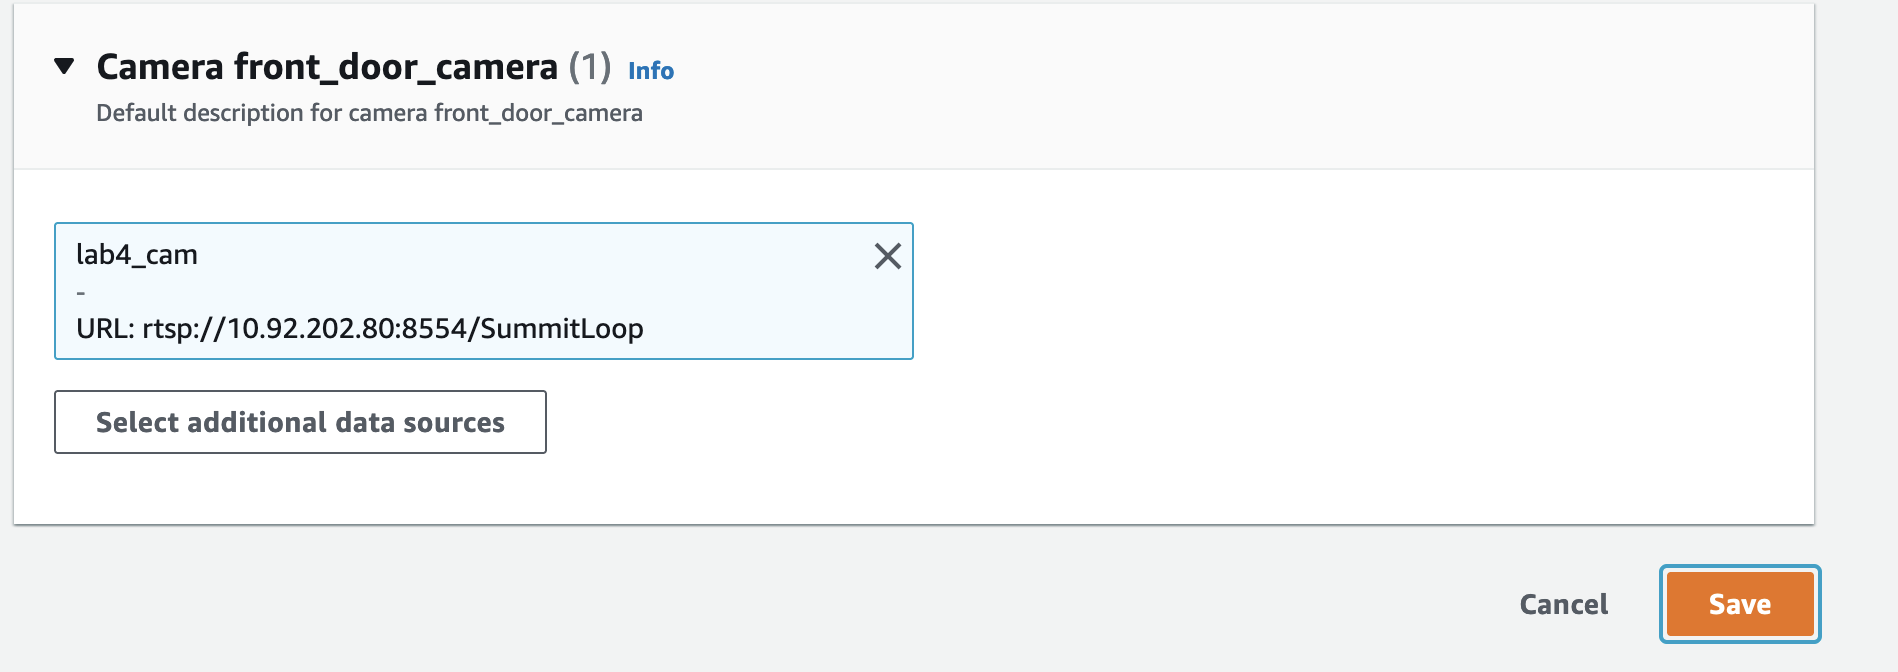 Camera front_door_camera (1) Info
Default description for camera front_door_camera
lab4_cam
-
URL: rtsp://10.92.202.80:8554/SummitLoop
Select additional data sources
Cancel Save